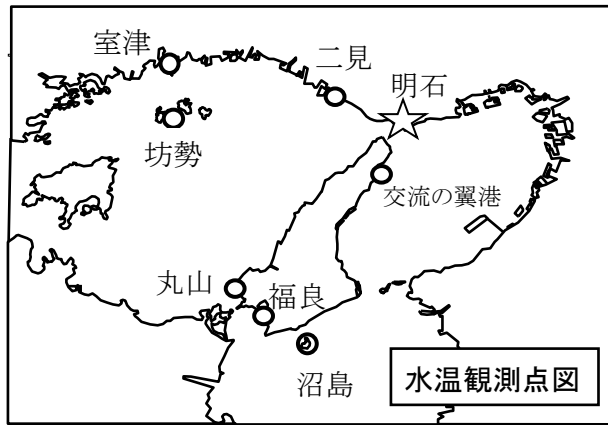 室津
二見
明石
坊勢
交流の翼港
丸山
福良
沼島
水温観測点図